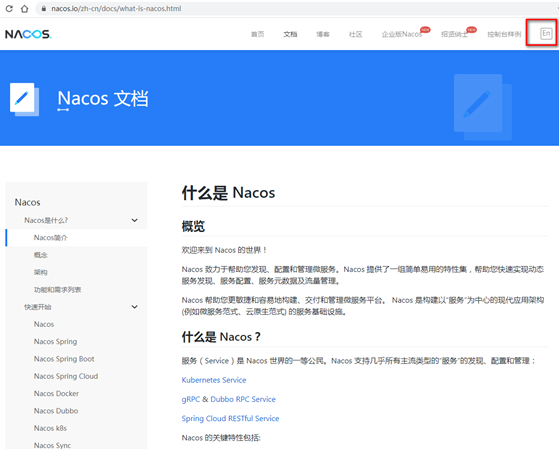 nacos.io/zh-cn/docs/what-is-nacos.html
NACOS.
首页 文档 博客 社区 企业版Nacos NEW 招贤纳士 NEW 控制台样例 En
Nacos 文档
Nacos
Nacos是什么?
Nacos简介
概念
架构
功能和需求列表
快速开始
Nacos
Nacos Spring
Nacos Spring Boot
Nacos Spring Cloud
Nacos Docker
Nacos Dubbo
Nacos k8s
Nacos Sync
什么是 Nacos
概览
欢迎来到 Nacos 的世界！
Nacos 致力于帮助您发现、配置和管理微服务。Nacos 提供了一组简单易用的特性集，帮助您快速实现动态
服务发现、服务配置、服务元数据及流量管理。
Nacos 帮助您更敏捷和容易地构建、交付和管理微服务平台。 Nacos 是构建以“服务”为中心的现代应用架构
(例如微服务范式、云原生范式) 的服务基础设施。
什么是 Nacos？
服务（Service）是 Nacos 世界的一等公民。Nacos 支持几乎所有主流类型的“服务”的发现、配置和管理：
Kubernetes Service
gRPC & Dubbo RPC Service
Spring Cloud RESTful Service
Nacos 的关键特性包括: